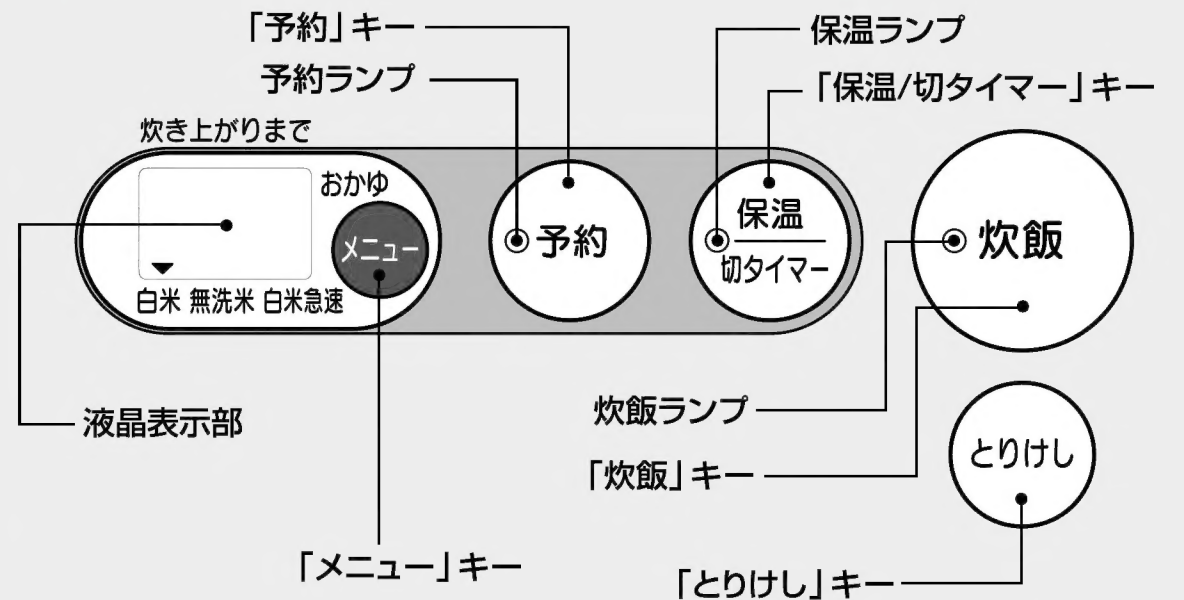 「予約」キー
保温ランプ
予約ランプ
「保温/切タイマー」キー
炊き上がりまで
おかゆ
メニュー
白米 無洗米 白米急速
予約
保温
切タイマー
炊飯
液晶表示部
炊飯ランプ
「炊飯」キー
とりけし
「メニュー」キー
「とりけし」キー